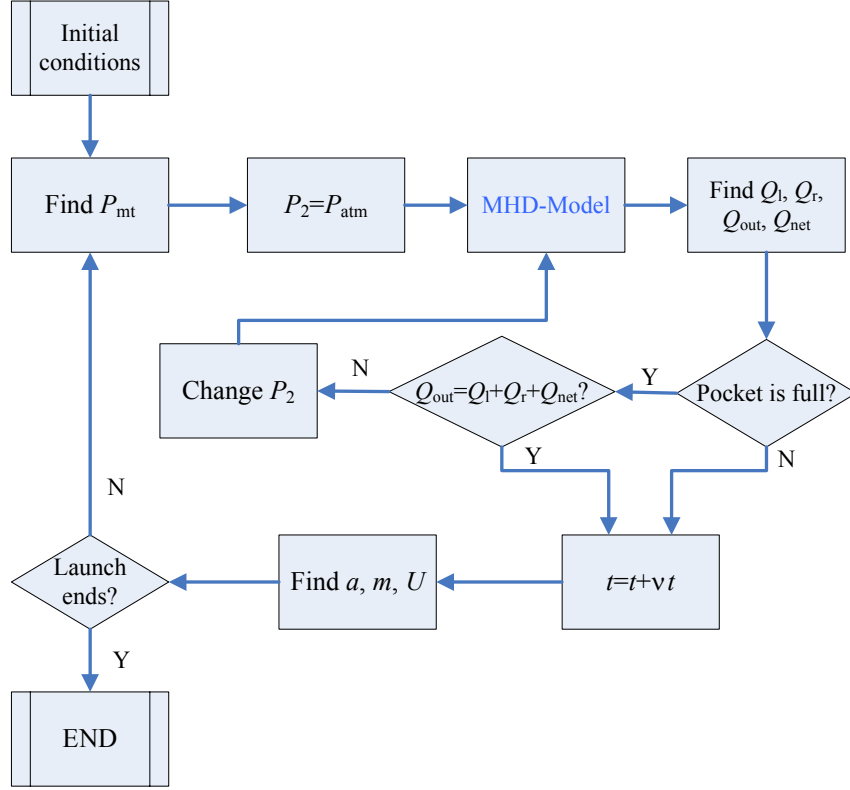 Initial
conditions
Find Pmt
P2=Patm
MHD-Model
Find Ql, Qr,
Qout, Qnet
Change P2
N
Qout=Ql+Qr+Qnet?
Y
Pocket is full?
Y
N
N
Launch
ends?
Find a, m, U
t=t+νt
Y
END